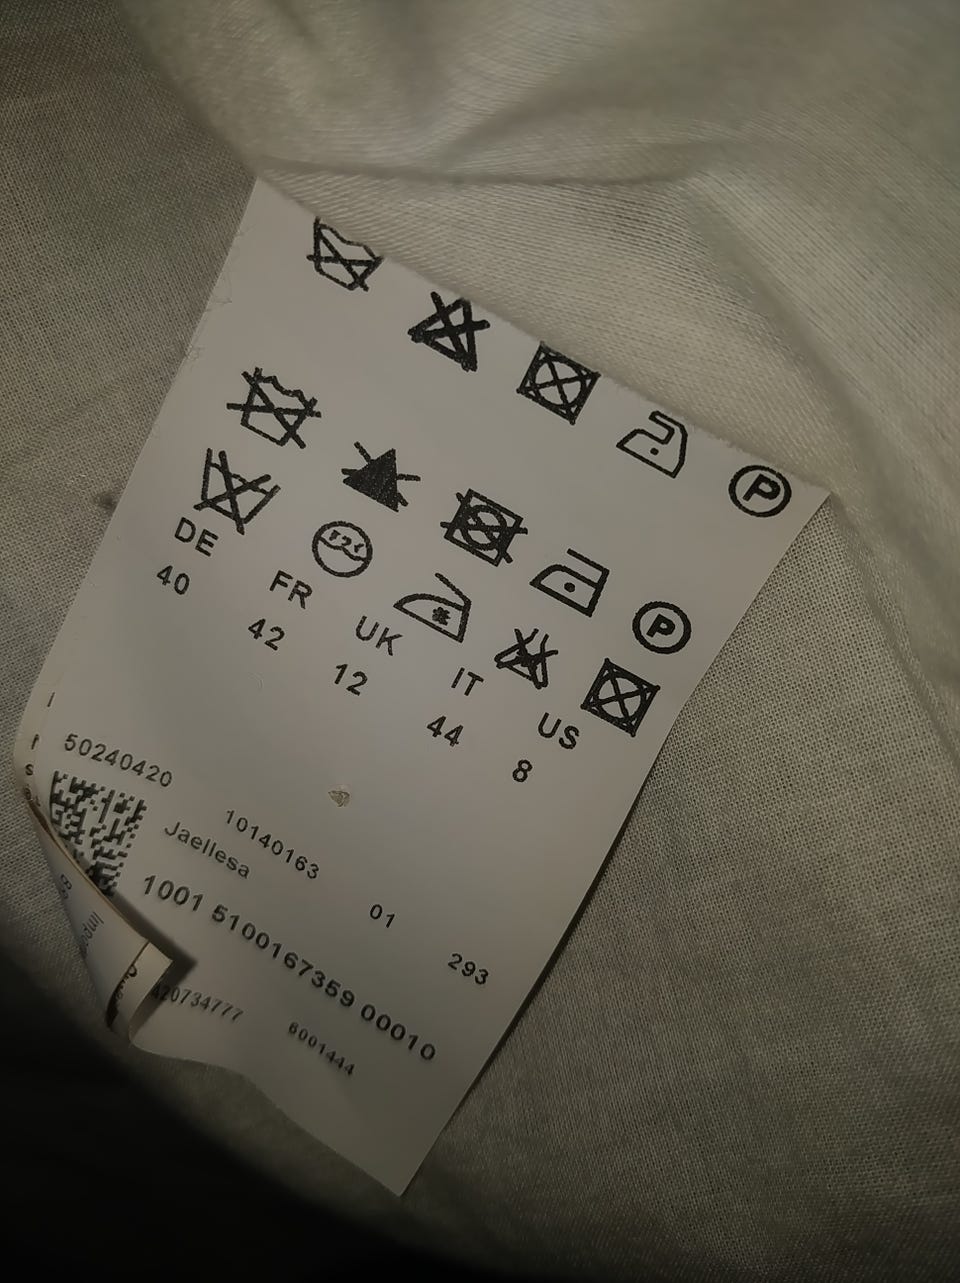 P
P
DE FR UK IT US
40 42 12 44 8
50240420 10140163 01 293
Jaellesa
1001 5100167359 00010
420734777 6001444